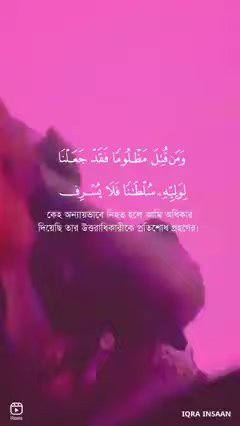 وَمَن قُتِلَ مَظْلُومًا فَقَدْ جَعَلْنَا
لِوَلِيِّهِۦ سُلْطَـٰنًا فَلَا يُسْرِف
কেহ অন্যায়ভাবে নিহত হলে আমি অধিকার
দিয়েছি তার উত্তরাধিকারীকে প্রতিশোধ গ্রহণের।
IQRA INSAAN